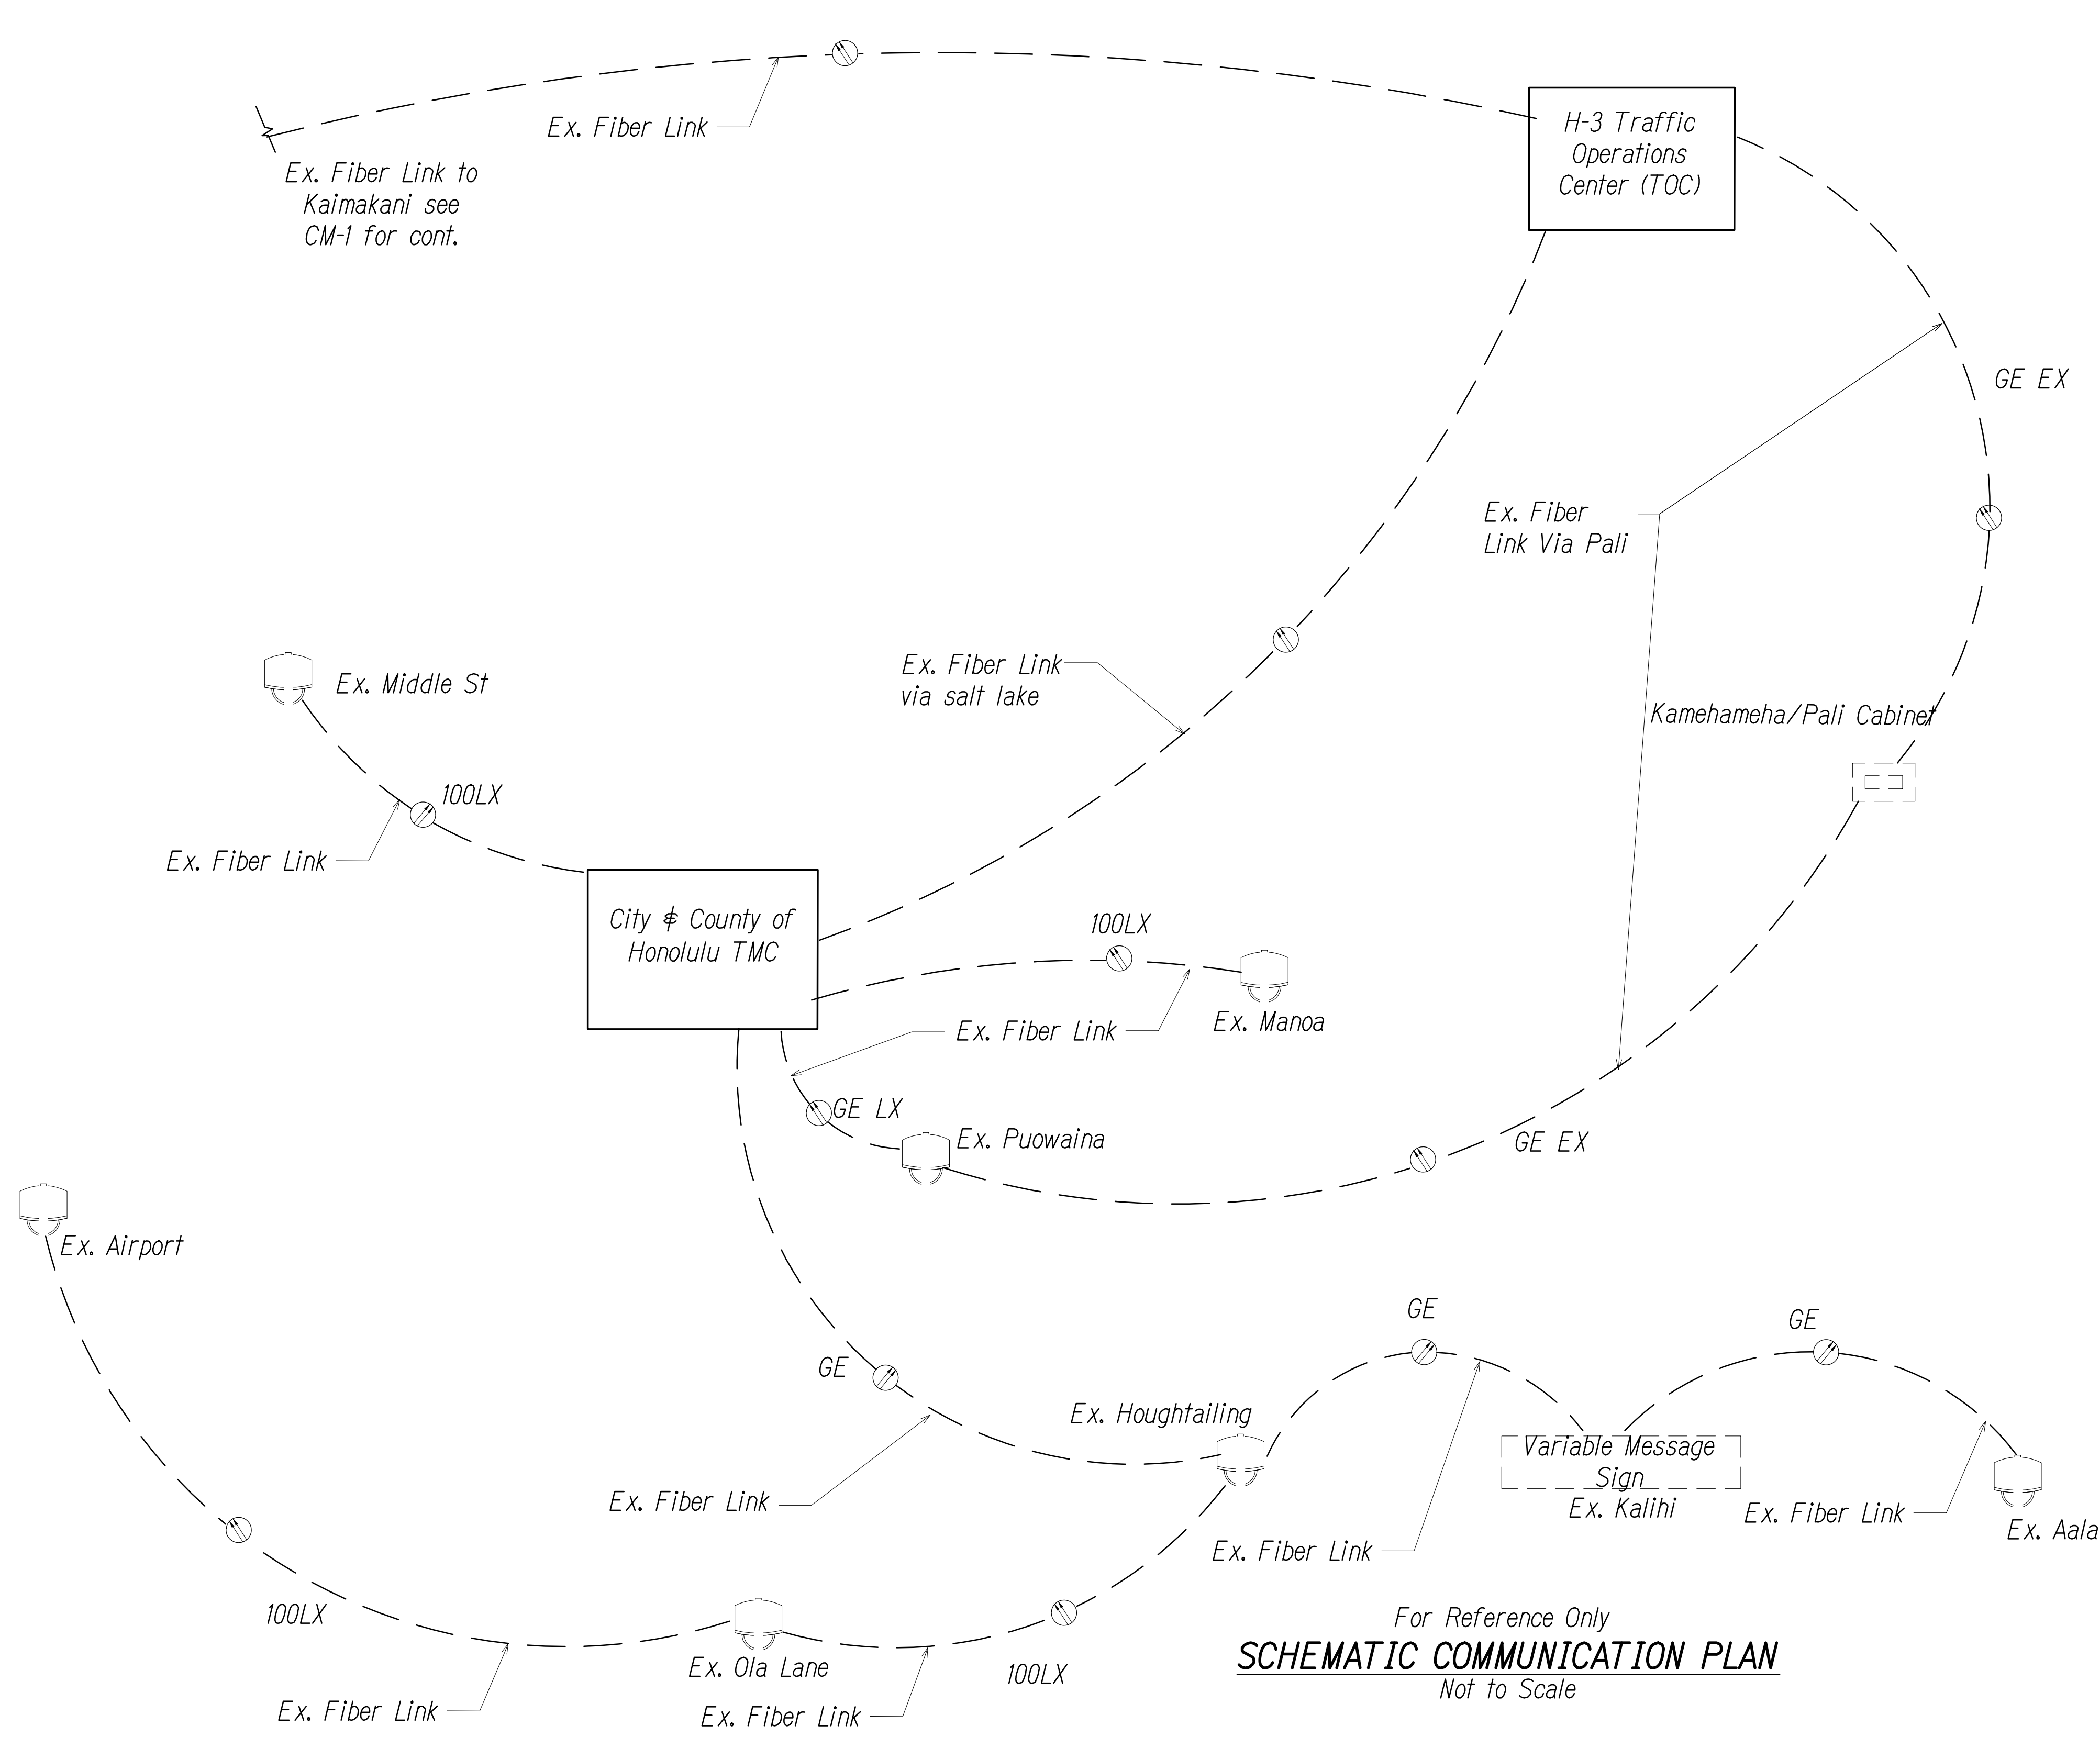 Ex. Fiber Link
H-3 Traffic
Operations
Center (TOC)
Ex. Fiber Link to
Kaimakani see
CM-1 for cont.
GE EX
Ex. Fiber
Link Via Pali
Ex. Fiber Link
via salt lake
Ex. Middle St
Kamehameha/Pali Cabinet
100LX
Ex. Fiber Link
City & County of
Honolulu TMC
100LX
Ex. Fiber Link
Ex. Manoa
GE LX
Ex. Puowaina
GE EX
Ex. Airport
GE
GE
GE
Ex. Houghtailing
Variable Message
Sign
Ex. Kalihi
Ex. Fiber Link
Ex. Fiber Link
Ex. Aala
Ex. Fiber Link
100LX
Ex. Ola Lane
100LX
Ex. Fiber Link
Ex. Fiber Link
For Reference Only
SCHEMATIC COMMUNICATION PLAN
Not to Scale